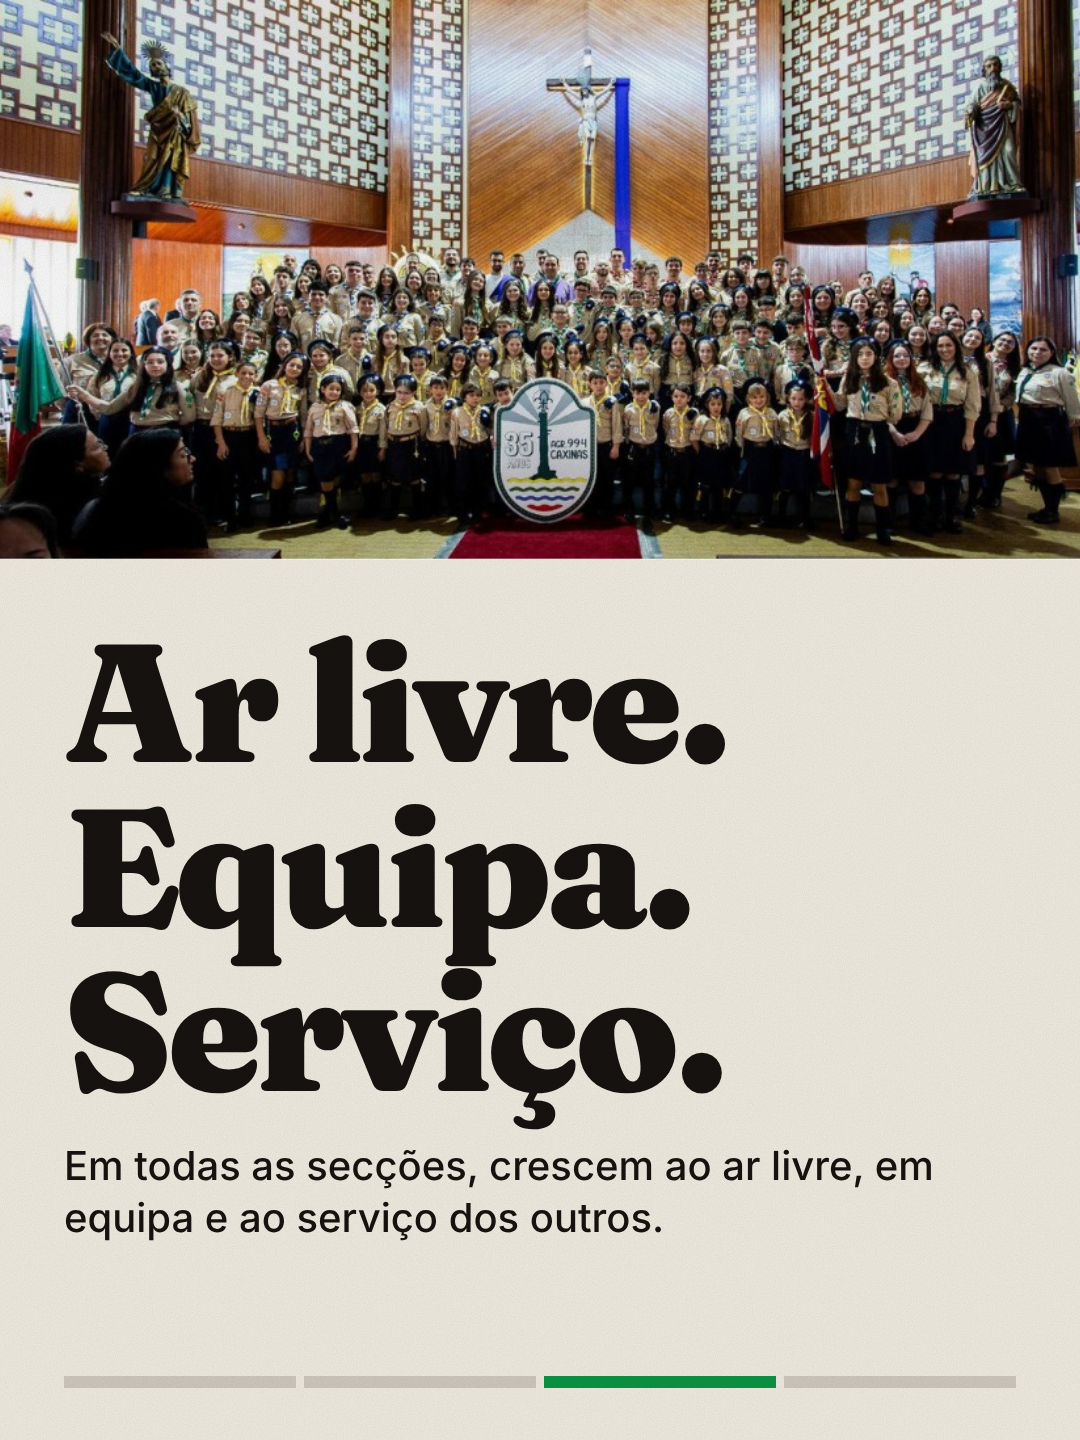 35
ANOS
AGR. 994
CAXINAS
Ar livre.
Equipa.
Serviço.
Em todas as secções, crescem ao ar livre, em
equipa e ao serviço dos outros.